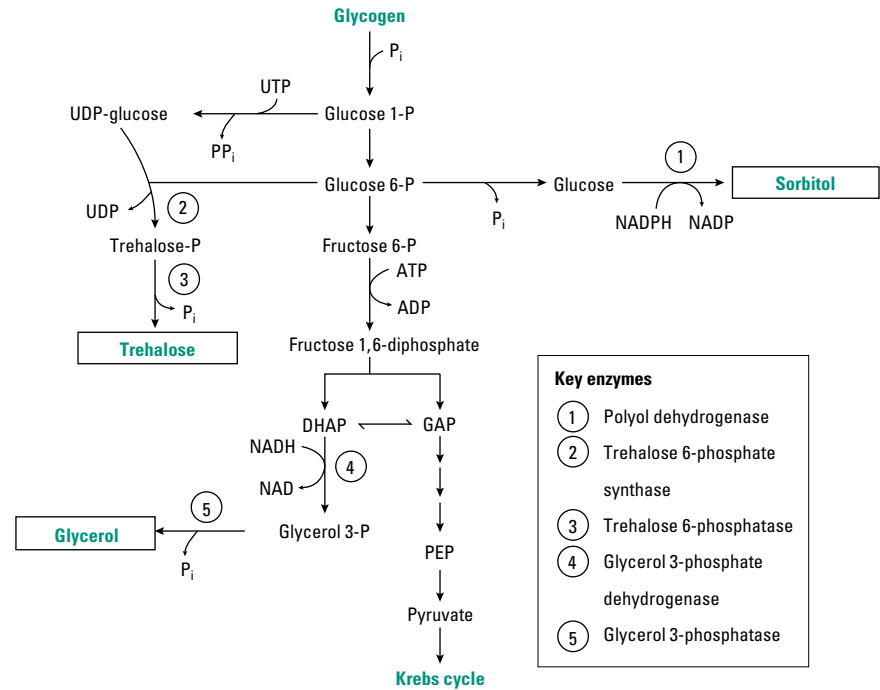 Glycogen
Pi
UTP
UDP-glucose
Glucose 1-P
PPi
1
Glucose 6-P
Glucose
Sorbitol
UDP
2
Pi
NADPH
NADP
Trehalose-P
Fructose 6-P
3
ATP
Pi
ADP
Trehalose
Fructose 1,6-diphosphate
Key enzymes
1 Polyol dehydrogenase
2 Trehalose 6-phosphate
synthase
3 Trehalose 6-phosphatase
4 Glycerol 3-phosphate
dehydrogenase
5 Glycerol 3-phosphatase
DHAP
GAP
NADH
4
NAD
5
Glycerol
Glycerol 3-P
Pi
PEP
Pyruvate
Krebs cycle